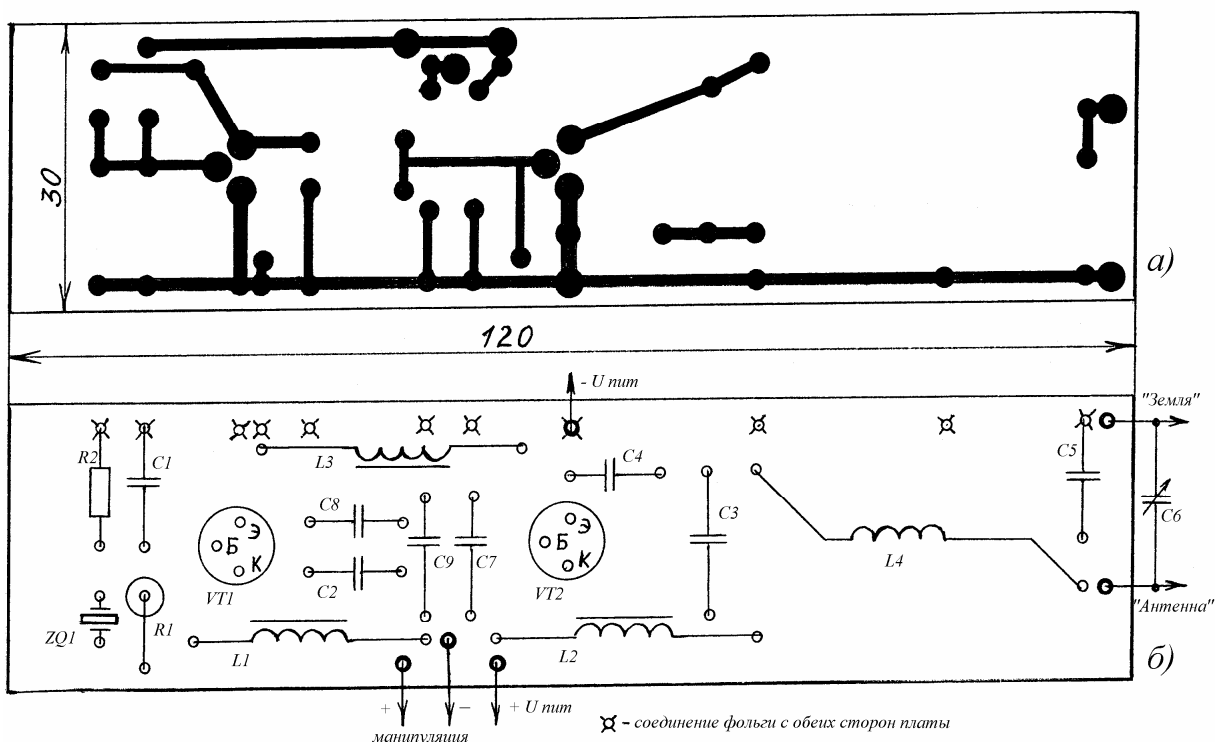 30
а)
120
- U пит
"Земля"
R2
C1
L3
C4
C5
C8
Э
Б
К
C3
C6
Э
Б
К
C9
C7
L4
VT1
C2
VT2
"Антенна"
ZQ1
R1
L1
L2
б)
+
–
+ U пит
манипуляция
- соединение фольги с обеих сторон платы